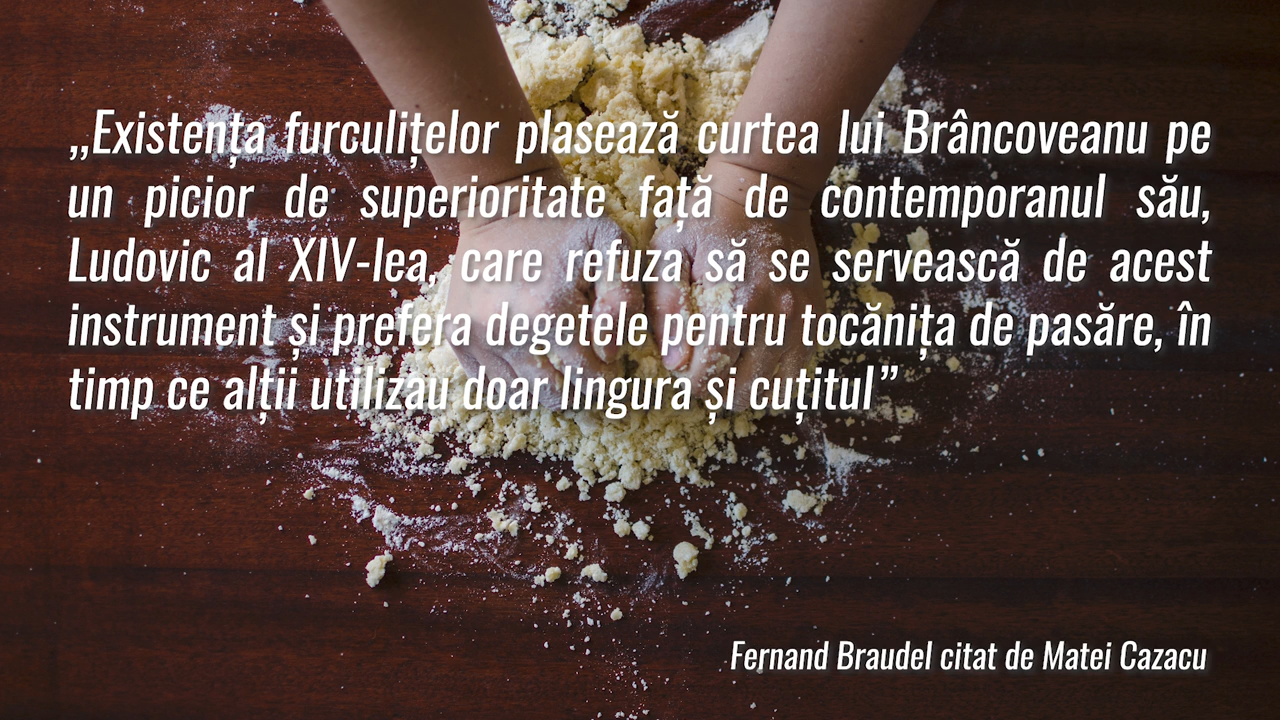 „Existența furculițelor plasează curtea lui Brâncoveanu pe
un picior de superioritate față de contemporanul său,
Ludovic al XIV-lea, care refuza să se servească de acest
instrument și prefera degetele pentru tocănița de pasăre, în
timp ce alții utilizau doar lingura și cuțitul”
Fernand Braudel citat de Matei Cazacu